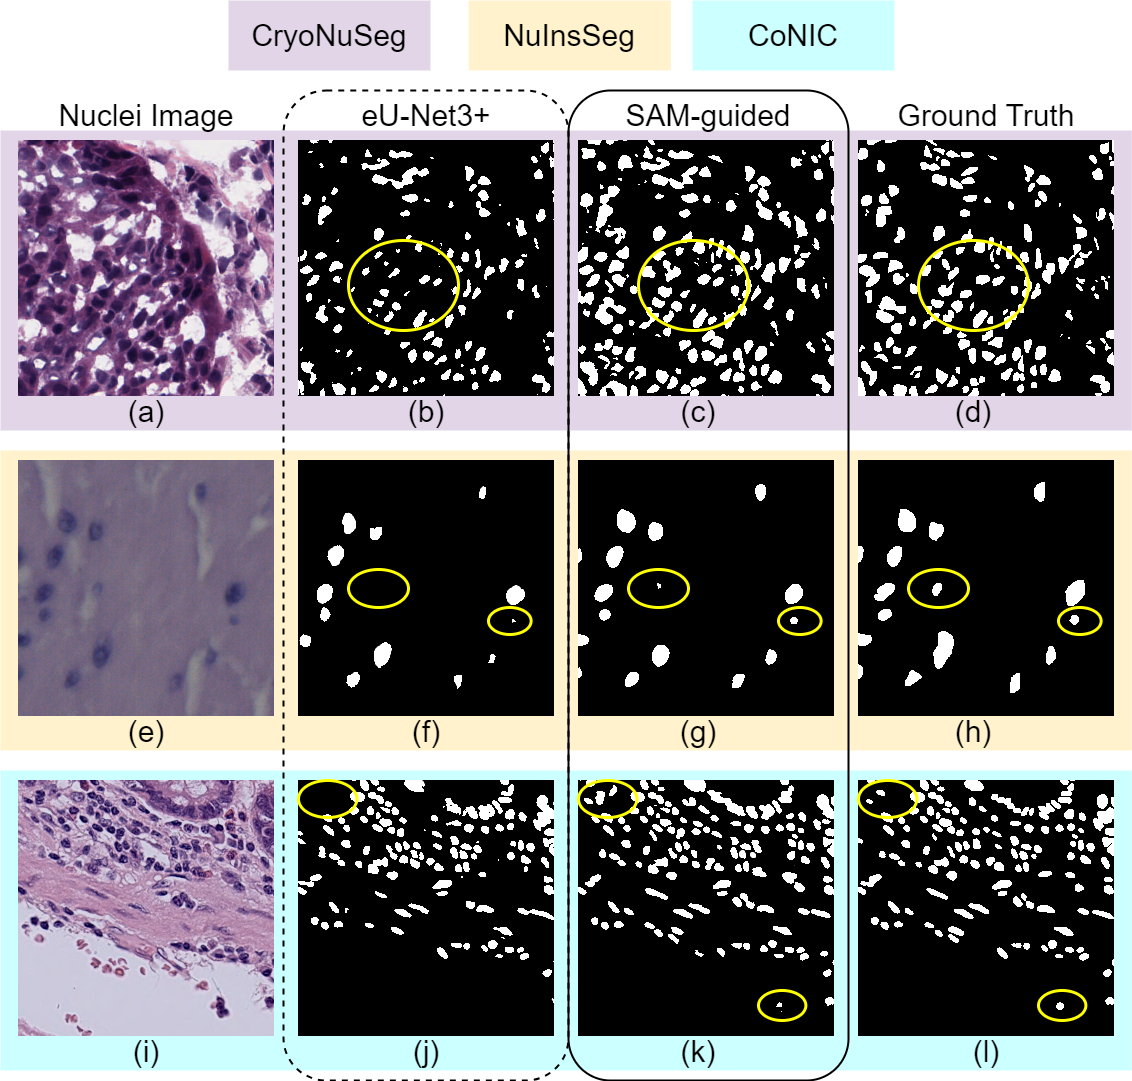 CryoNuSeg NuInsSeg CoNIC
Nuclei Image eU-Net3+ SAM-guided Ground Truth
(a) (b) (c) (d)
(e) (f) (g) (h)
(i) (j) (k) (l)